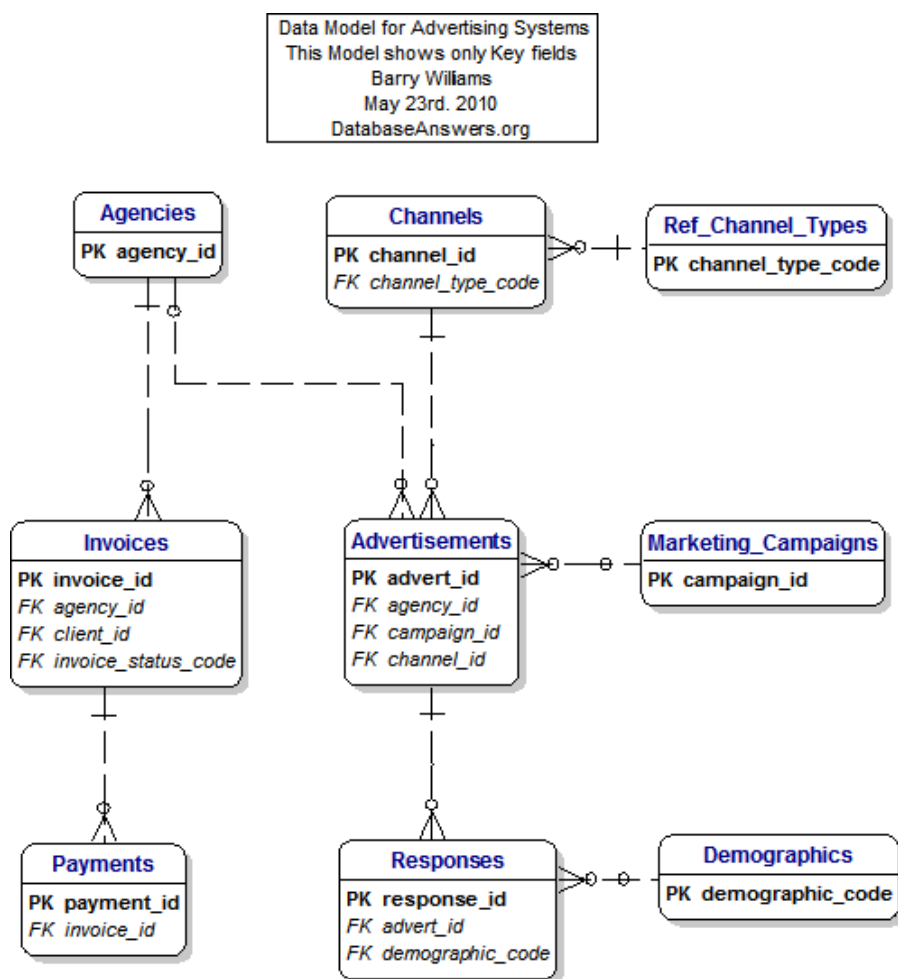 Data Model for Advertising Systems
This Model shows only Key fields
Barry Williams
May 23rd. 2010
DatabaseAnswers.org
Agencies
PK agency_id
Channels
PK channel_id
FK channel_type_code
Ref_Channel_Types
PK channel_type_code
Invoices
PK invoice_id
FK agency_id
FK client_id
FK invoice_status_code
Advertisements
PK advert_id
FK agency_id
FK campaign_id
FK channel_id
Marketing_Campaigns
PK campaign_id
Payments
PK payment_id
FK invoice_id
Responses
PK response_id
FK advert_id
FK demographic_code
Demographics
PK demographic_code